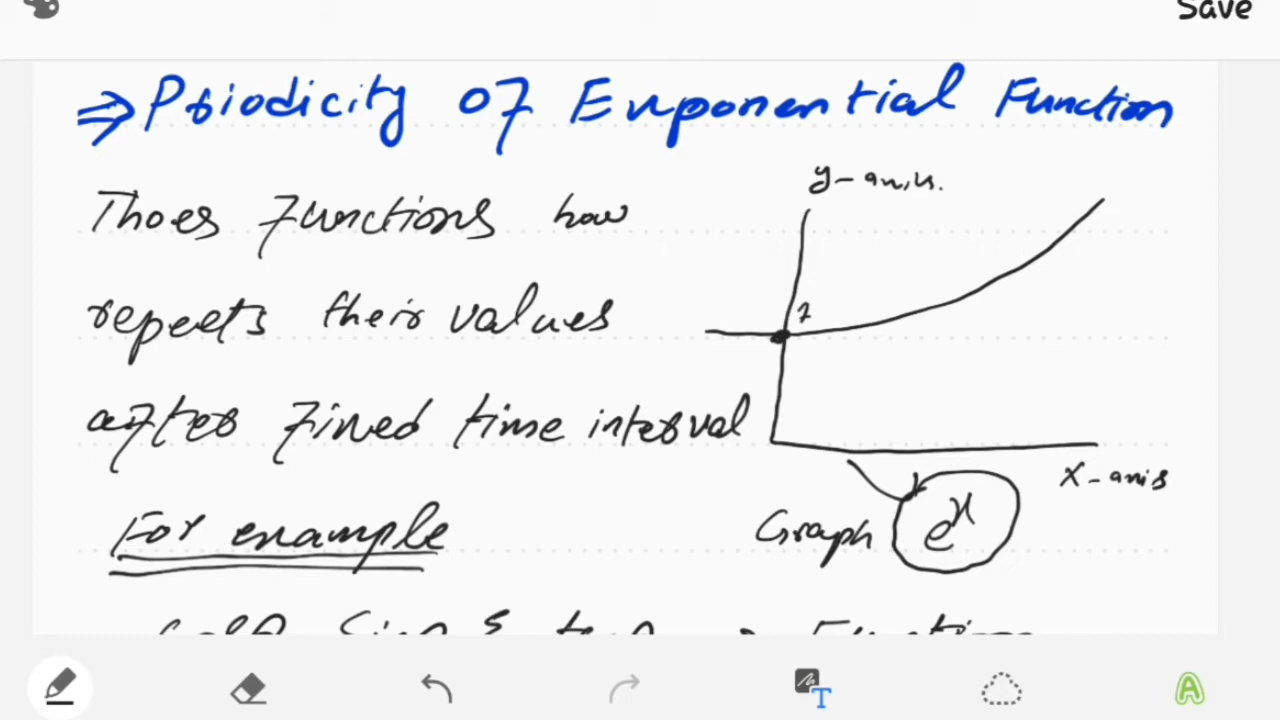 Save
⇒ Priodicity of Exponential Function
y-axis.
Thoes functions how
repeets their values
1
after fixed time interval
X-axis
For example
Graph e^x
T
A